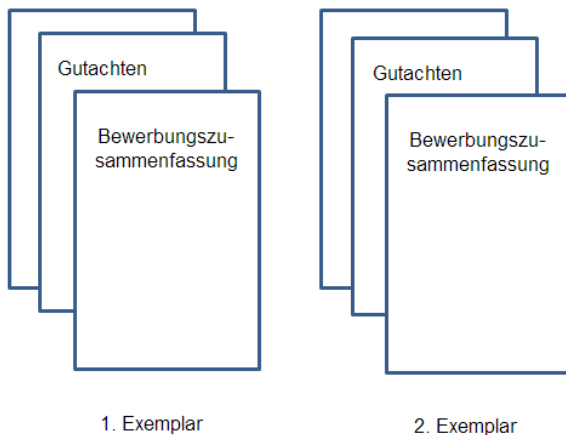 Gutachten
Bewerbungszu-
sammenfassung
1. Exemplar
Gutachten
Bewerbungszu-
sammenfassung
2. Exemplar